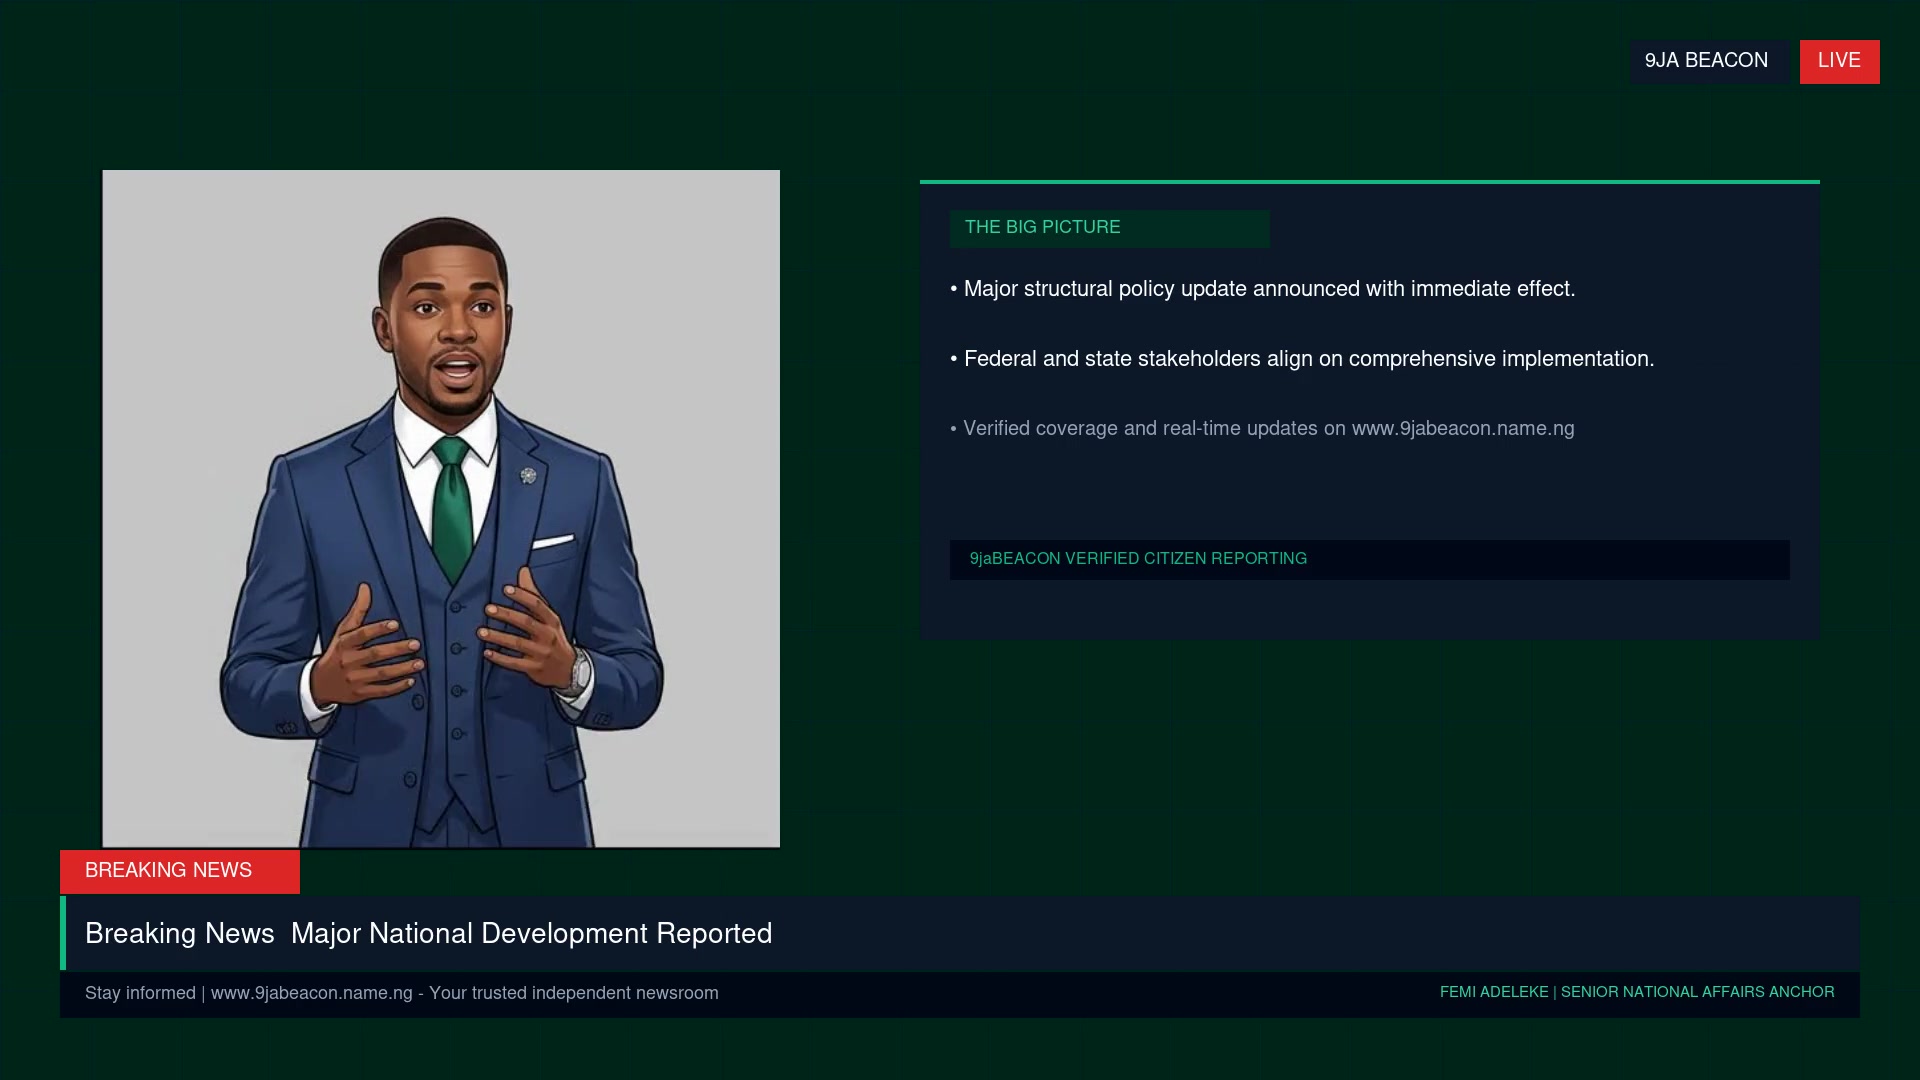 9JA BEACON
LIVE
THE BIG PICTURE
• Major structural policy update announced with immediate effect.
• Federal and state stakeholders align on comprehensive implementation.
• Verified coverage and real-time updates on www.9jabeacon.name.ng
9jaBEACON VERIFIED CITIZEN REPORTING
BREAKING NEWS
Breaking News  Major National Development Reported
Stay informed | www.9jabeacon.name.ng - Your trusted independent newsroom
FEMI ADELEKE | SENIOR NATIONAL AFFAIRS ANCHOR